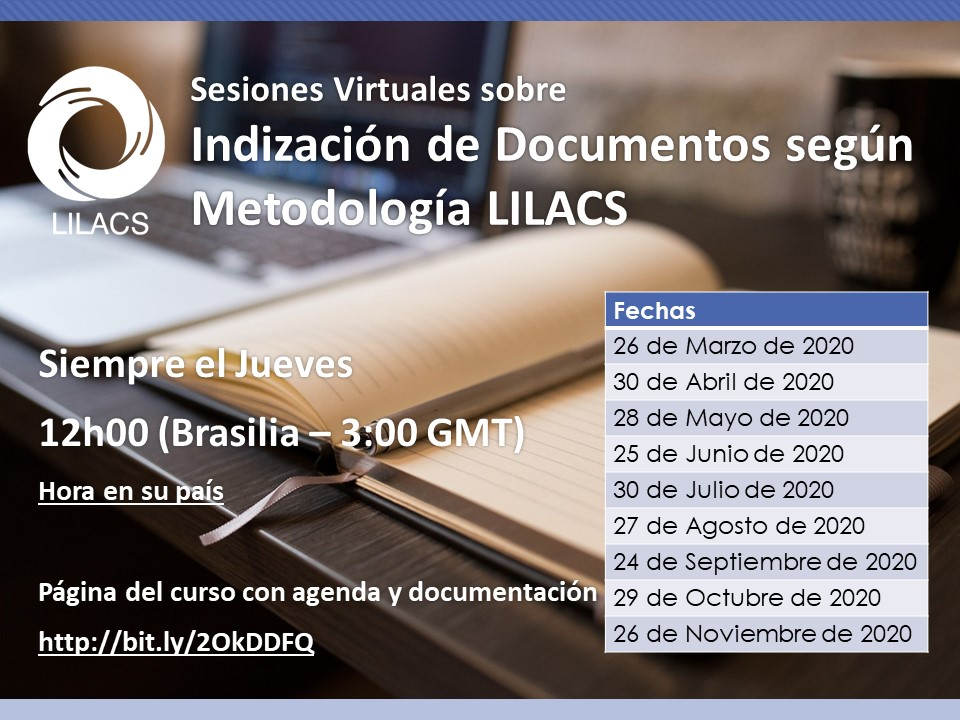 LILACS
Sesiones Virtuales sobre
Indización de Documentos según
Metodología LILACS
Siempre el Jueves
12h00 (Brasilia – 3:00 GMT)
Hora en su país
Página del curso con agenda y documentación
http://bit.ly/2OkDDFQ
Fechas
26 de Marzo de 2020
30 de Abril de 2020
28 de Mayo de 2020
25 de Junio de 2020
30 de Julio de 2020
27 de Agosto de 2020
24 de Septiembre de 2020
29 de Octubre de 2020
26 de Noviembre de 2020